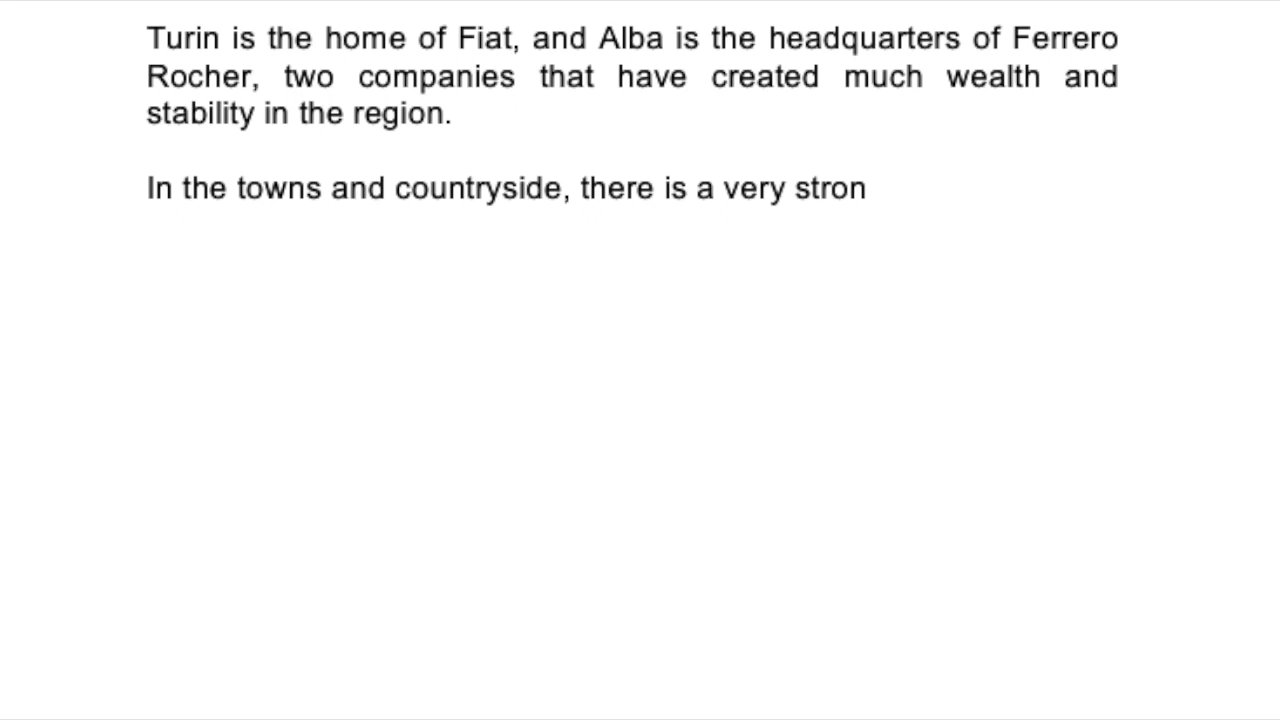 Turin is the home of Fiat, and Alba is the headquarters of Ferrero
Rocher, two companies that have created much wealth and
stability in the region.
In the towns and countryside, there is a very stron